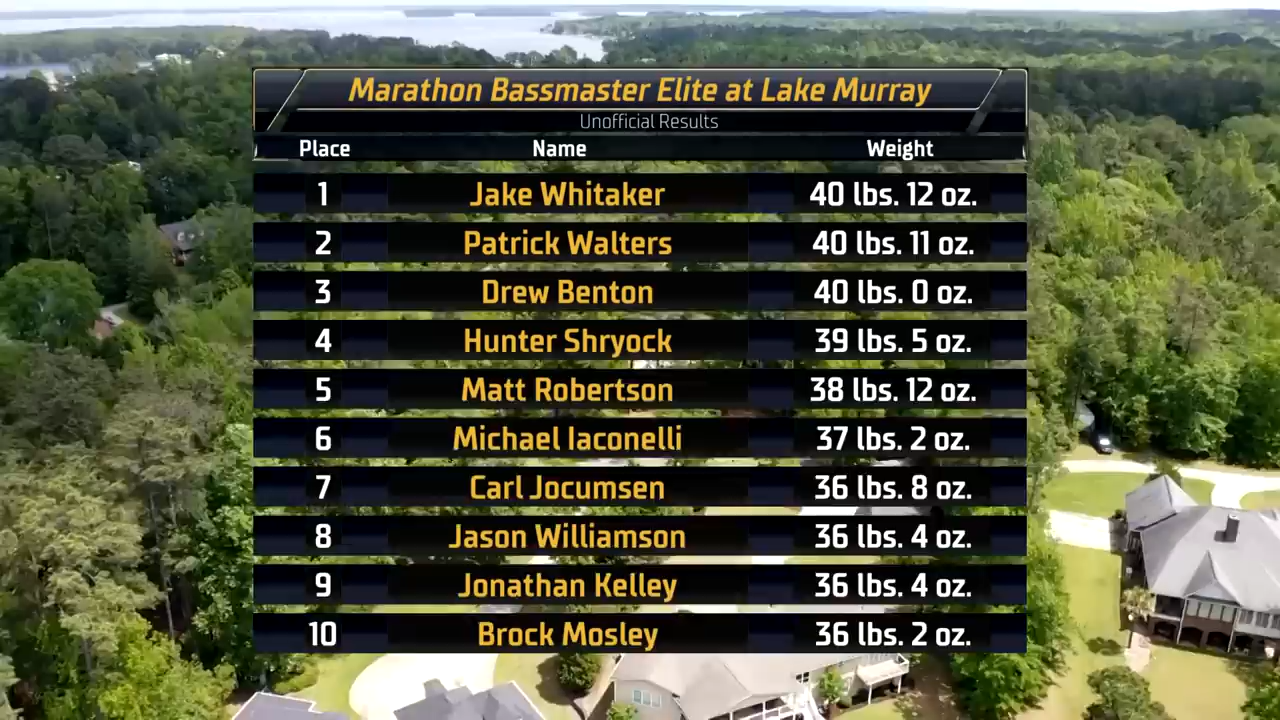 Marathon Bassmaster Elite at Lake Murray
Unofficial Results
Place Name Weight
1 Jake Whitaker 40 lbs. 12 oz.
2 Patrick Walters 40 lbs. 11 oz.
3 Drew Benton 40 lbs. 0 oz.
4 Hunter Shryock 39 lbs. 5 oz.
5 Matt Robertson 38 lbs. 12 oz.
6 Michael Iaconelli 37 lbs. 2 oz.
7 Carl Jocumsen 36 lbs. 8 oz.
8 Jason Williamson 36 lbs. 4 oz.
9 Jonathan Kelley 36 lbs. 4 oz.
10 Brock Mosley 36 lbs. 2 oz.